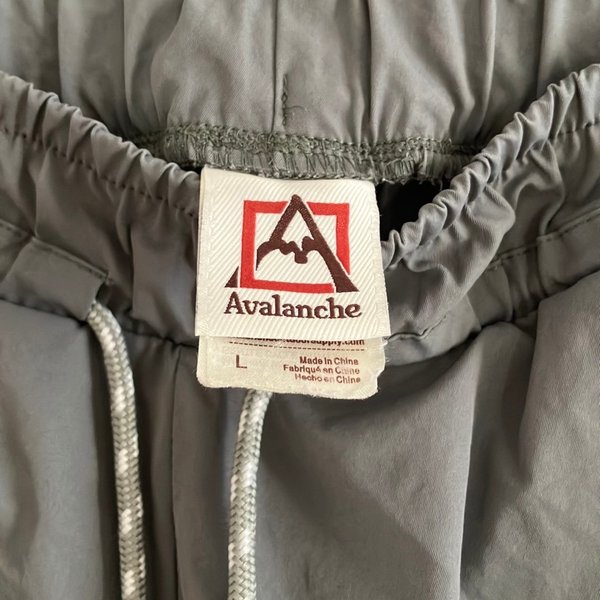 Avalanche
L
Made in China
Fabriqué en Chine
Hecho en China